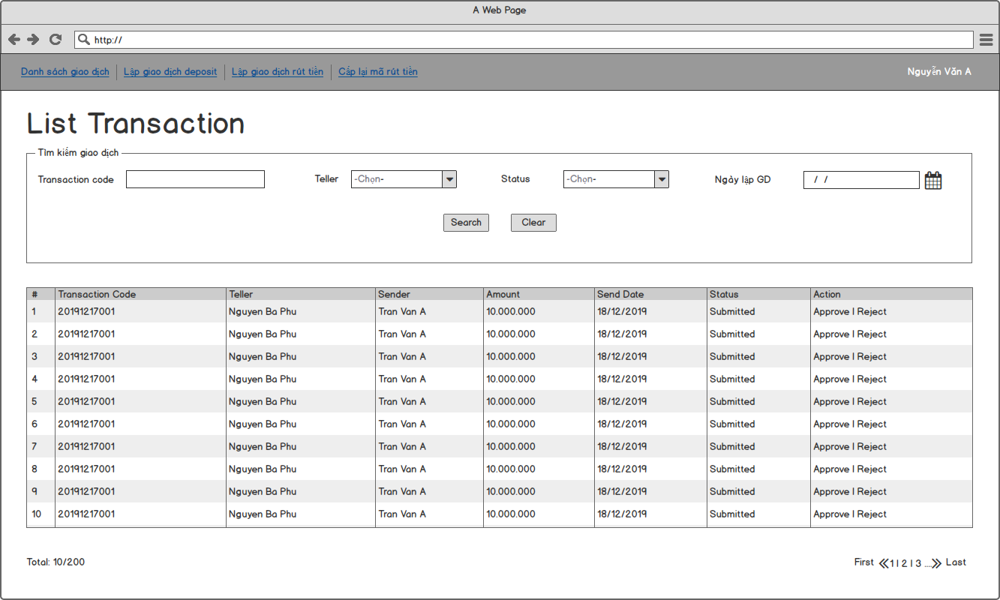 A Web Page
http://
Danh sách giao dịch | Lập giao dịch deposit | Lập giao dịch rút tiền | Cấp lại mã rút tiền Nguyễn Văn A
List Transaction
Tìm kiếm giao dịch
Transaction code Teller -Chọn- Status -Chọn- Ngày lập GD / /
Search Clear
# Transaction Code Teller Sender Amount Send Date Status Action
1 20191217001 Nguyen Ba Phu Tran Van A 10.000.000 18/12/2019 Submitted Approve | Reject
2 20191217001 Nguyen Ba Phu Tran Van A 10.000.000 18/12/2019 Submitted Approve | Reject
3 20191217001 Nguyen Ba Phu Tran Van A 10.000.000 18/12/2019 Submitted Approve | Reject
4 20191217001 Nguyen Ba Phu Tran Van A 10.000.000 18/12/2019 Submitted Approve | Reject
5 20191217001 Nguyen Ba Phu Tran Van A 10.000.000 18/12/2019 Submitted Approve | Reject
6 20191217001 Nguyen Ba Phu Tran Van A 10.000.000 18/12/2019 Submitted Approve | Reject
7 20191217001 Nguyen Ba Phu Tran Van A 10.000.000 18/12/2019 Submitted Approve | Reject
8 20191217001 Nguyen Ba Phu Tran Van A 10.000.000 18/12/2019 Submitted Approve | Reject
9 20191217001 Nguyen Ba Phu Tran Van A 10.000.000 18/12/2019 Submitted Approve | Reject
10 20191217001 Nguyen Ba Phu Tran Van A 10.000.000 18/12/2019 Submitted Approve | Reject
Total: 10/200 First 1 | 2 | 3 .... Last